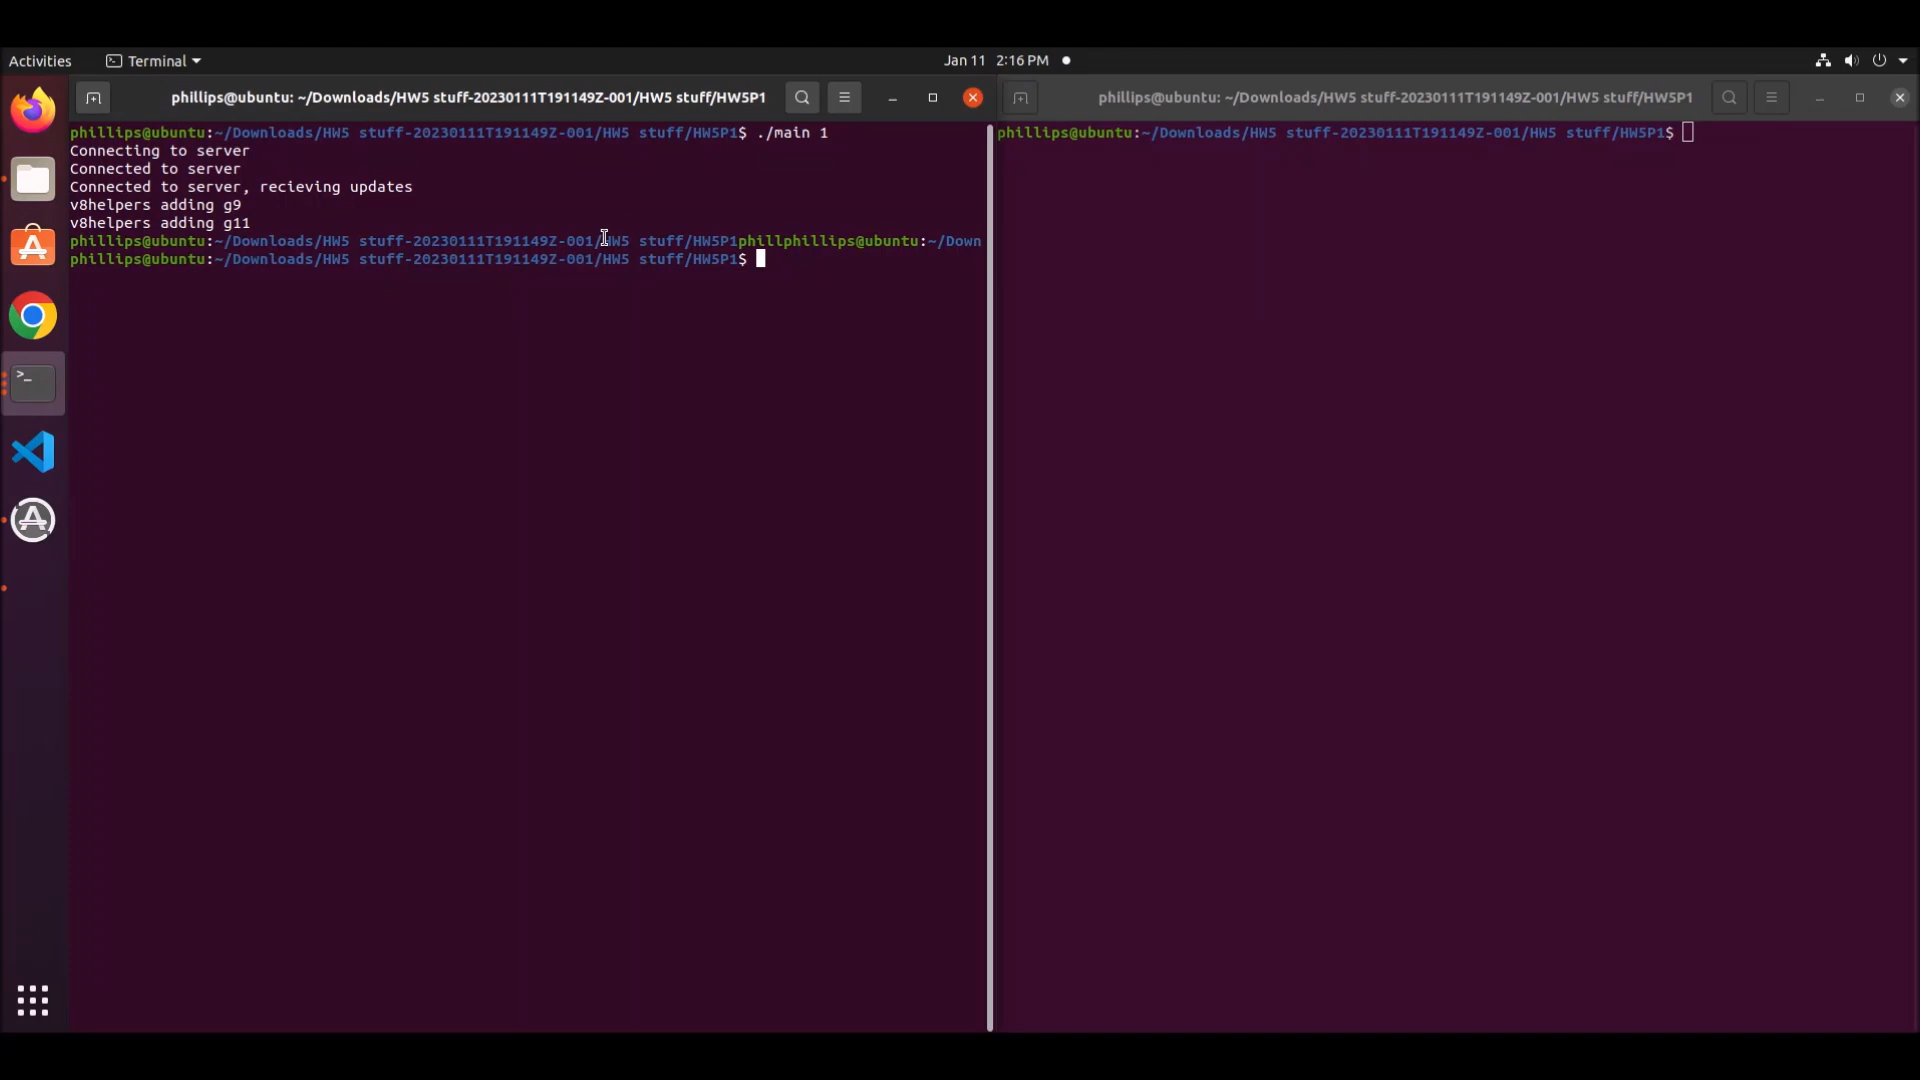 Activities Terminal Jan 11 2:16 PM
phillips@ubuntu: ~/Downloads/HW5 stuff-20230111T191149Z-001/HW5 stuff/HW5P1
phillips@ubuntu:~/Downloads/HW5 stuff-20230111T191149Z-001/HW5 stuff/HW5P1$ ./main 1
Connecting to server
Connected to server
Connected to server, recieving updates
v8helpers adding g9
v8helpers adding g11
phillips@ubuntu:~/Downloads/HW5 stuff-20230111T191149Z-001/HW5 stuff/HW5P1phillphillips@ubuntu:~/Down
phillips@ubuntu:~/Downloads/HW5 stuff-20230111T191149Z-001/HW5 stuff/HW5P1$
phillips@ubuntu: ~/Downloads/HW5 stuff-20230111T191149Z-001/HW5 stuff/HW5P1
phillips@ubuntu:~/Downloads/HW5 stuff-20230111T191149Z-001/HW5 stuff/HW5P1$